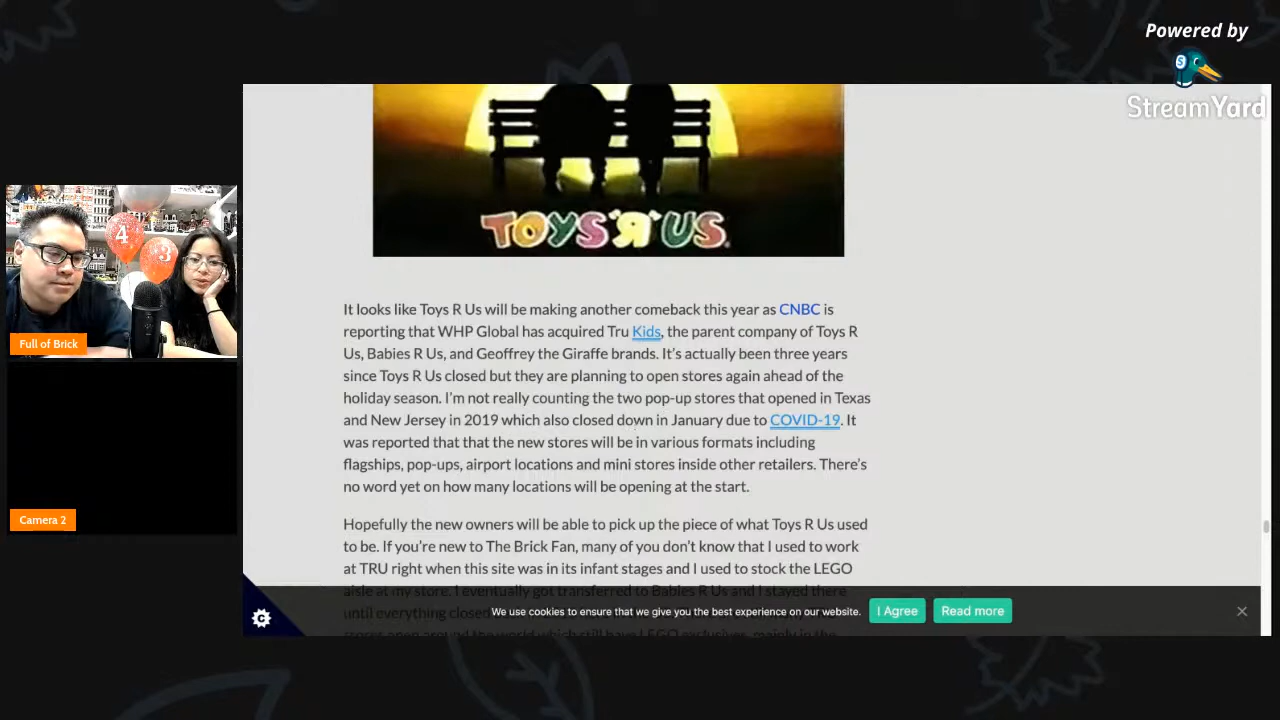 Powered by
StreamYard
TOYS "R" US
It looks like Toys R Us will be making another comeback this year as CNBC is
reporting that WHP Global has acquired Tru Kids, the parent company of Toys R
Us, Babies R Us, and Geoffrey the Giraffe brands. It's actually been three years
since Toys R Us closed but they are planning to open stores again ahead of the
holiday season. I'm not really counting the two pop-up stores that opened in Texas
and New Jersey in 2019 which also closed down in January due to COVID-19. It
was reported that that the new stores will be in various formats including
flagships, pop-ups, airport locations and mini stores inside other retailers. There's
no word yet on how many locations will be opening at the start.
Hopefully the new owners will be able to pick up the piece of what Toys R Us used
to be. If you're new to The Brick Fan, many of you don't know that I used to work
at TRU right when this site was in its infant stages and I used to stock the LEGO
aisle at my store. I eventually got transferred to Babies R Us and I stayed there
until everything closed
We use cookies to ensure that we give you the best experience on our website.
I Agree
Read more
4
3
Full of Brick
Camera 2